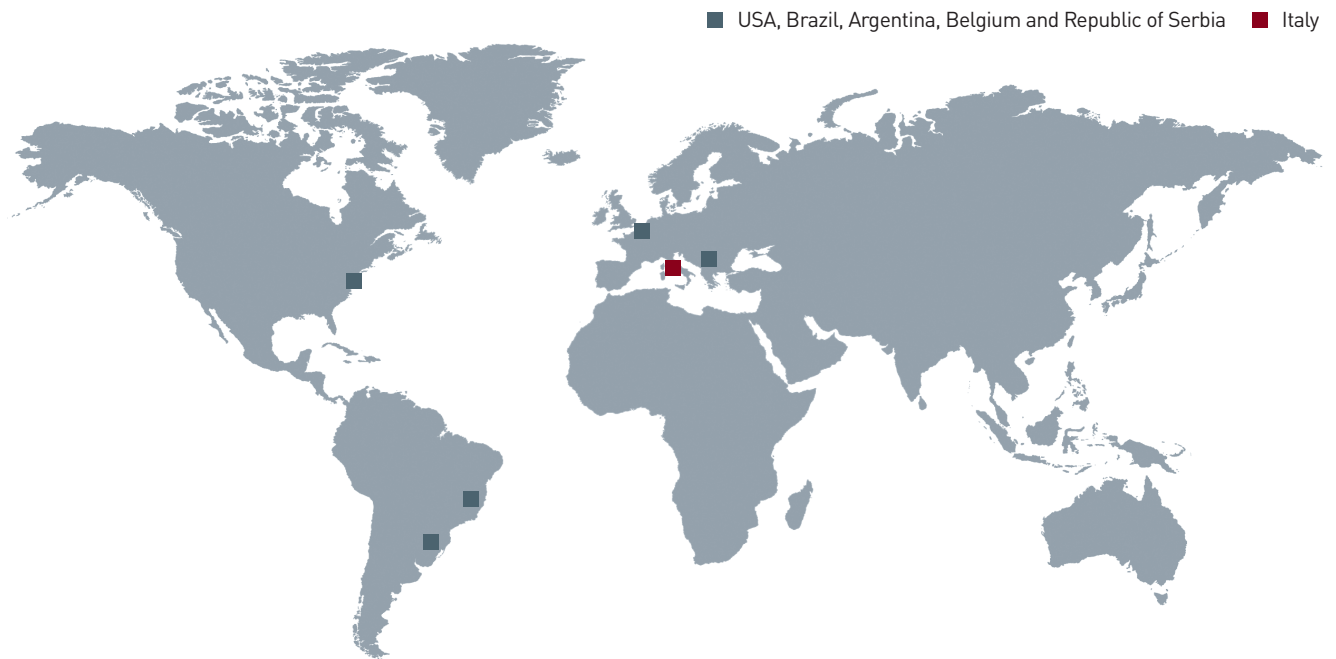 USA, Brazil, Argentina, Belgium and Republic of Serbia Italy